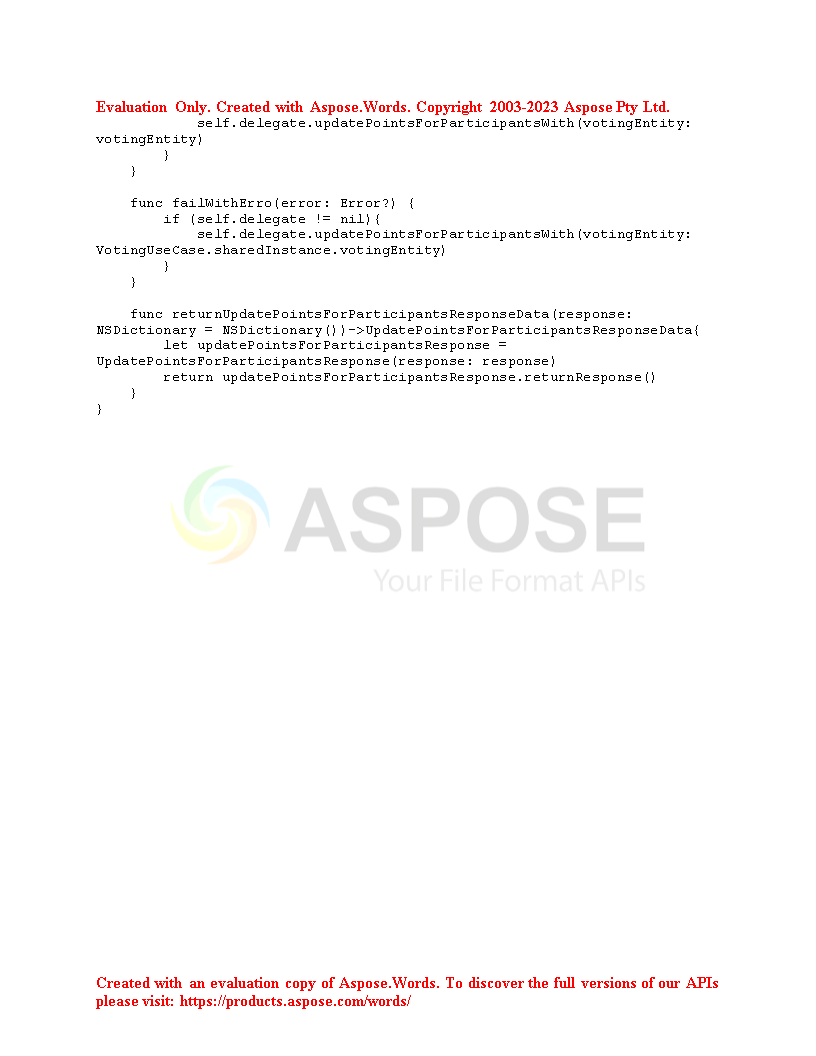 Evaluation Only. Created with Aspose.Words. Copyright 2003-2023 Aspose Pty Ltd.
            self.delegate.updatePointsForParticipantsWith(votingEntity:
votingEntity)
        }
    }

    func failWithErro(error: Error?) {
        if (self.delegate != nil){
            self.delegate.updatePointsForParticipantsWith(votingEntity:
VotingUseCase.sharedInstance.votingEntity)
        }
    }

    func returnUpdatePointsForParticipantsResponseData(response:
NSDictionary = NSDictionary())->UpdatePointsForParticipantsResponseData{
        let updatePointsForParticipantsResponse =
UpdatePointsForParticipantsResponse(response: response)
        return updatePointsForParticipantsResponse.returnResponse()
    }
}
ASPOSE
Your File Format APIs
Created with an evaluation copy of Aspose.Words. To discover the full versions of our APIs
please visit: https://products.aspose.com/words/